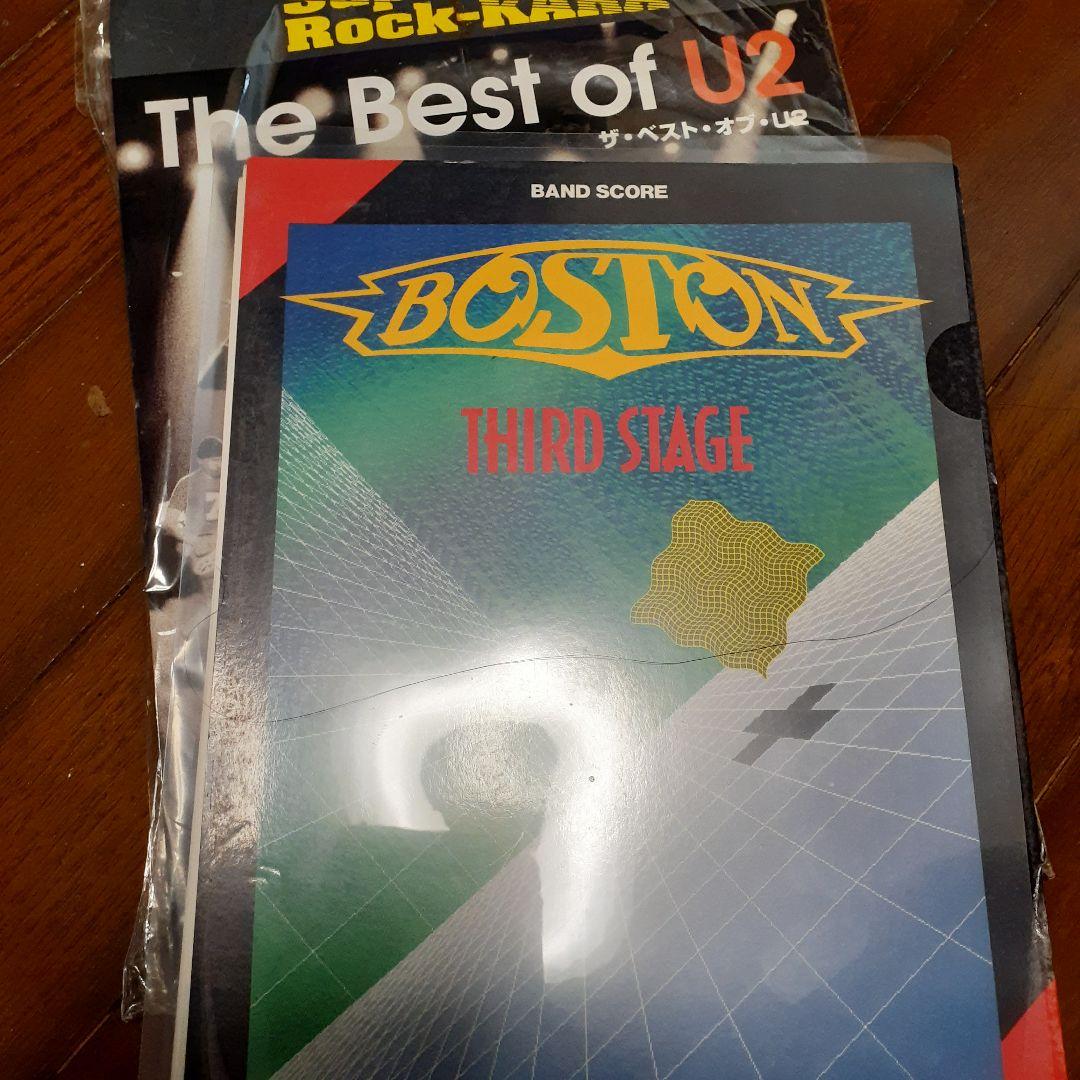 Rock-KARA
The Best of U2
ザ・ベスト・オブ・U2
BAND SCORE
BOSTON
THIRD STAGE